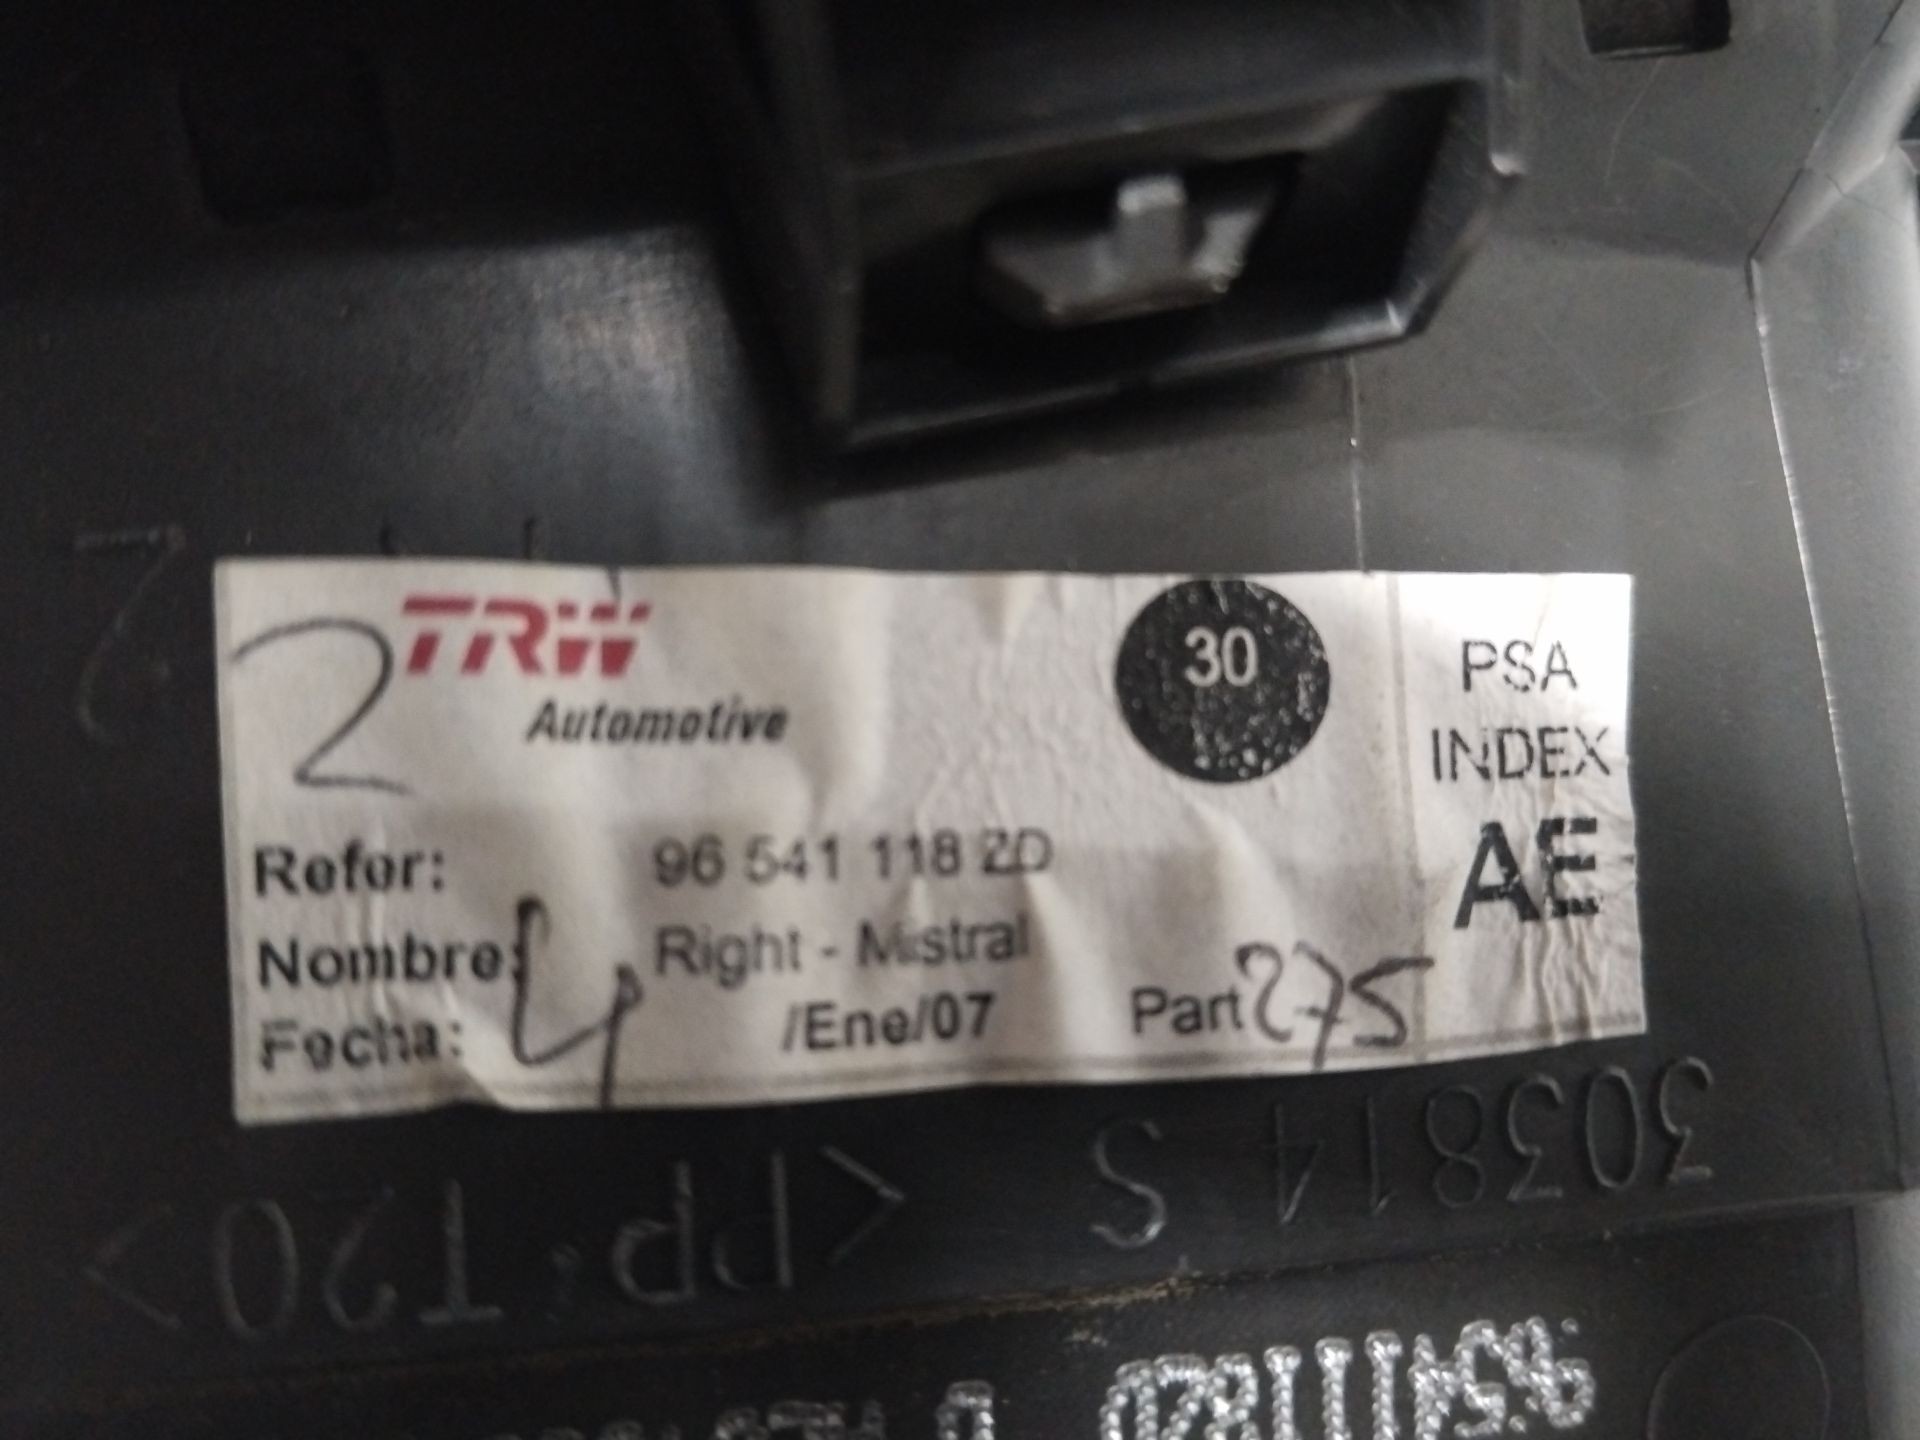 2 TRW
Automotive
30
PSA
INDEX
AE
Refer: 96 541 118 ZD
Nombre: Right - Mistral
Fecha: 4 /Ene/07 Part 275
303814 S
<PP T20>
96541118ZD